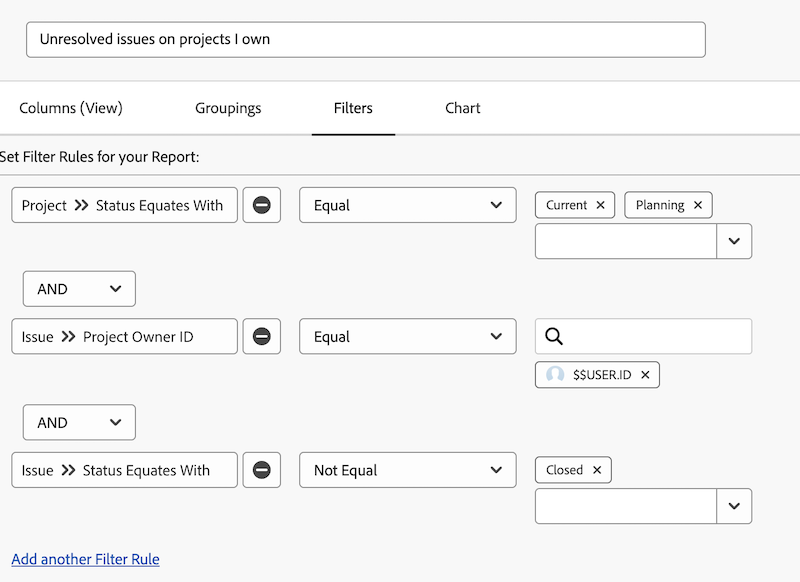 Unresolved issues on projects I own
Columns (View) Groupings Filters Chart
Set Filter Rules for your Report:
Project >> Status Equates With Equal Current × Planning ×
AND
Issue >> Project Owner ID Equal
$$USER.ID ×
AND
Issue >> Status Equates With Not Equal Closed ×
Add another Filter Rule